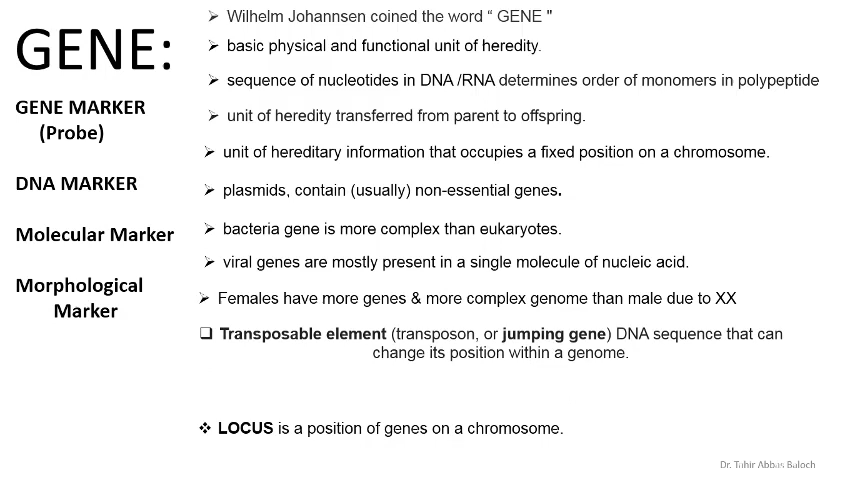 GENE:
GENE MARKER
(Probe)
DNA MARKER
Molecular Marker
Morphological
Marker
➢ Wilhelm Johannsen coined the word “ GENE "
➢ basic physical and functional unit of heredity.
➢ sequence of nucleotides in DNA /RNA determines order of monomers in polypeptide
➢ unit of heredity transferred from parent to offspring.
➢ unit of hereditary information that occupies a fixed position on a chromosome.
➢ plasmids, contain (usually) non-essential genes.
➢ bacteria gene is more complex than eukaryotes.
➢ viral genes are mostly present in a single molecule of nucleic acid.
➢ Females have more genes & more complex genome than male due to XX
❑ Transposable element (transposon, or jumping gene) DNA sequence that can
change its position within a genome.
❖ LOCUS is a position of genes on a chromosome.
Dr. Tahir Abbas Baloch